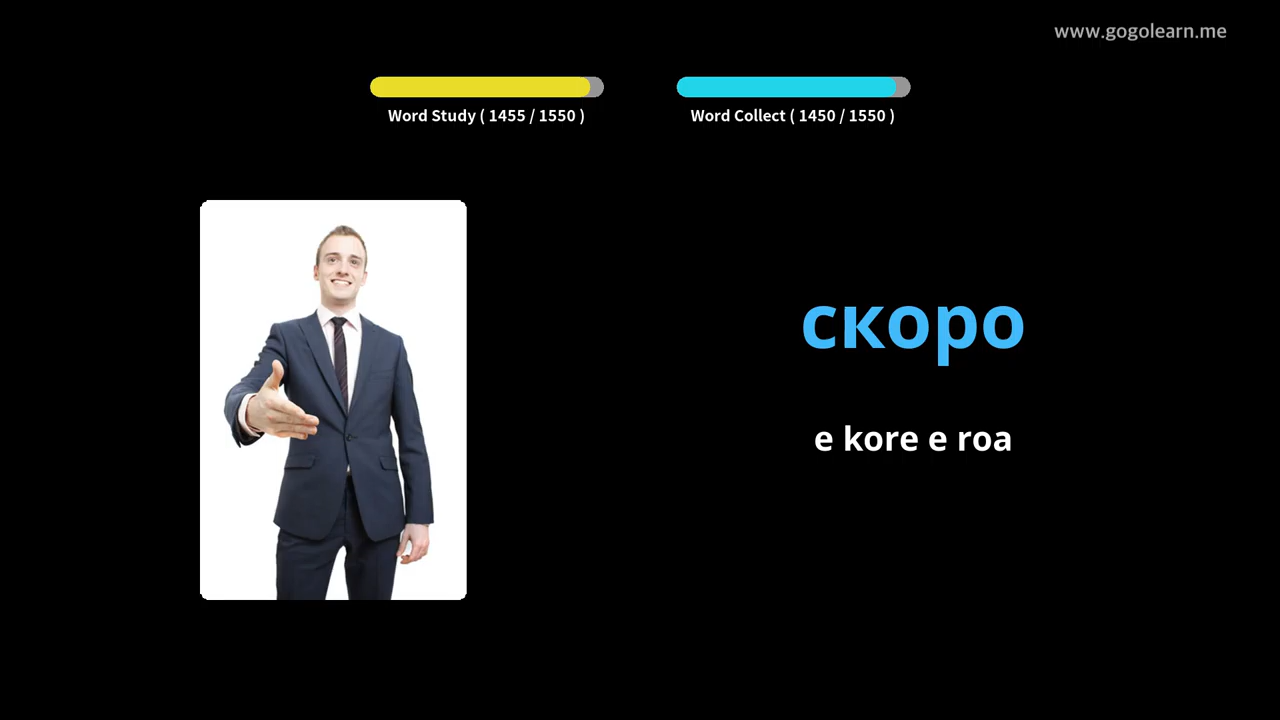 www.gogolearn.me
Word Study ( 1455 / 1550 )
Word Collect ( 1450 / 1550 )
скоро
e kore e roa